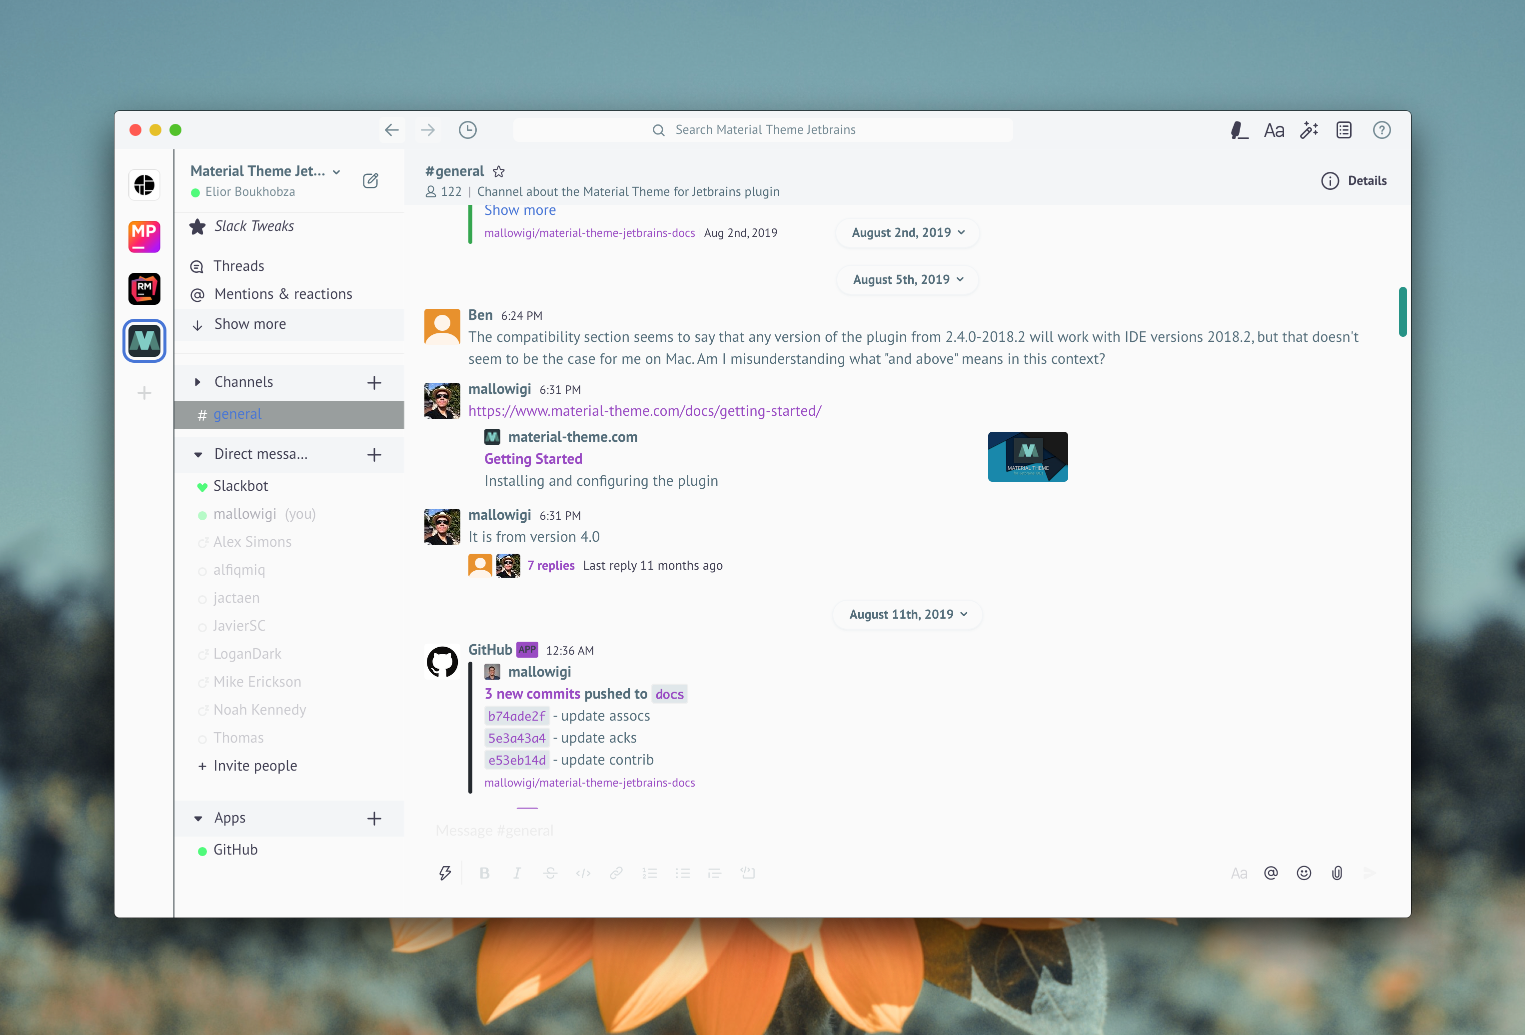 Search Material Theme Jetbrains
Aa
?
MP
RM
Material Theme Jet...
Elior Boukhobza
Slack Tweaks
Threads
Mentions & reactions
Show more
Channels
# general
Direct messa...
Slackbot
mallowigi (you)
Alex Simons
alfiqmiq
jactaen
JavierSC
LoganDark
Mike Erickson
Noah Kennedy
Thomas
+ Invite people
Apps
GitHub
#general
122 | Channel about the Material Theme for Jetbrains plugin
Details
Show more
mallowigi/material-theme-jetbrains-docs Aug 2nd, 2019
August 2nd, 2019
August 5th, 2019
Ben 6:24 PM
The compatibility section seems to say that any version of the plugin from 2.4.0-2018.2 will work with IDE versions 2018.2, but that doesn't
seem to be the case for me on Mac. Am I misunderstanding what "and above" means in this context?
mallowigi 6:31 PM
https://www.material-theme.com/docs/getting-started/
material-theme.com
Getting Started
Installing and configuring the plugin
MATERIAL THEME
mallowigi 6:31 PM
It is from version 4.0
7 replies Last reply 11 months ago
August 11th, 2019
GitHub APP 12:36 AM
mallowigi
3 new commits pushed to docs
b74ade2f - update assocs
5e3a43a4 - update acks
e53eb14d - update contrib
mallowigi/material-theme-jetbrains-docs
Message #general
B I S </>
Aa @